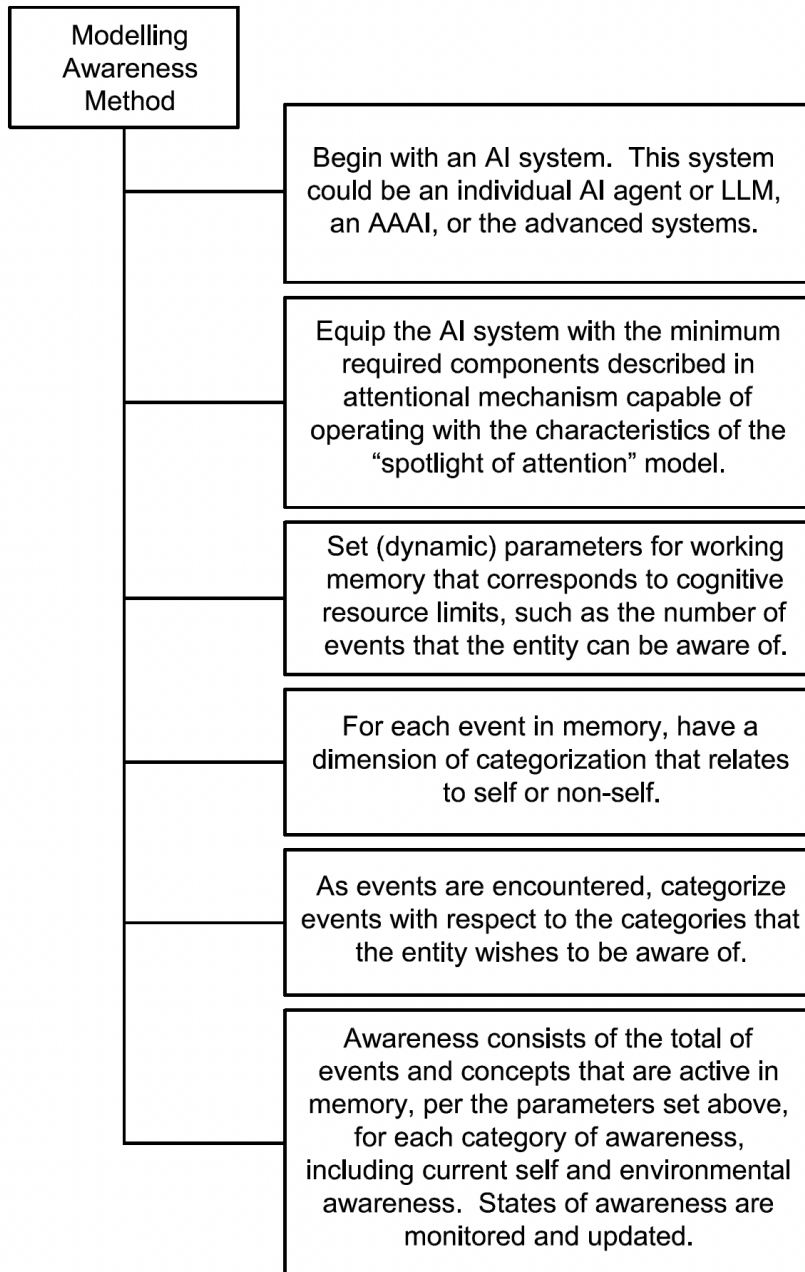 Modelling
Awareness
Method
Begin with an AI system.  This system
could be an individual AI agent or LLM,
an AAAI, or the advanced systems.
Equip the AI system with the minimum
required components described in
attentional mechanism capable of
operating with the characteristics of the
“spotlight of attention” model.
Set (dynamic) parameters for working
memory that corresponds to cognitive
resource limits, such as the number of
events that the entity can be aware of.
For each event in memory, have a
dimension of categorization that relates
to self or non-self.
As events are encountered, categorize
events with respect to the categories that
the entity wishes to be aware of.
Awareness consists of the total of
events and concepts that are active in
memory, per the parameters set above,
for each category of awareness,
including current self and environmental
awareness.  States of awareness are
monitored and updated.